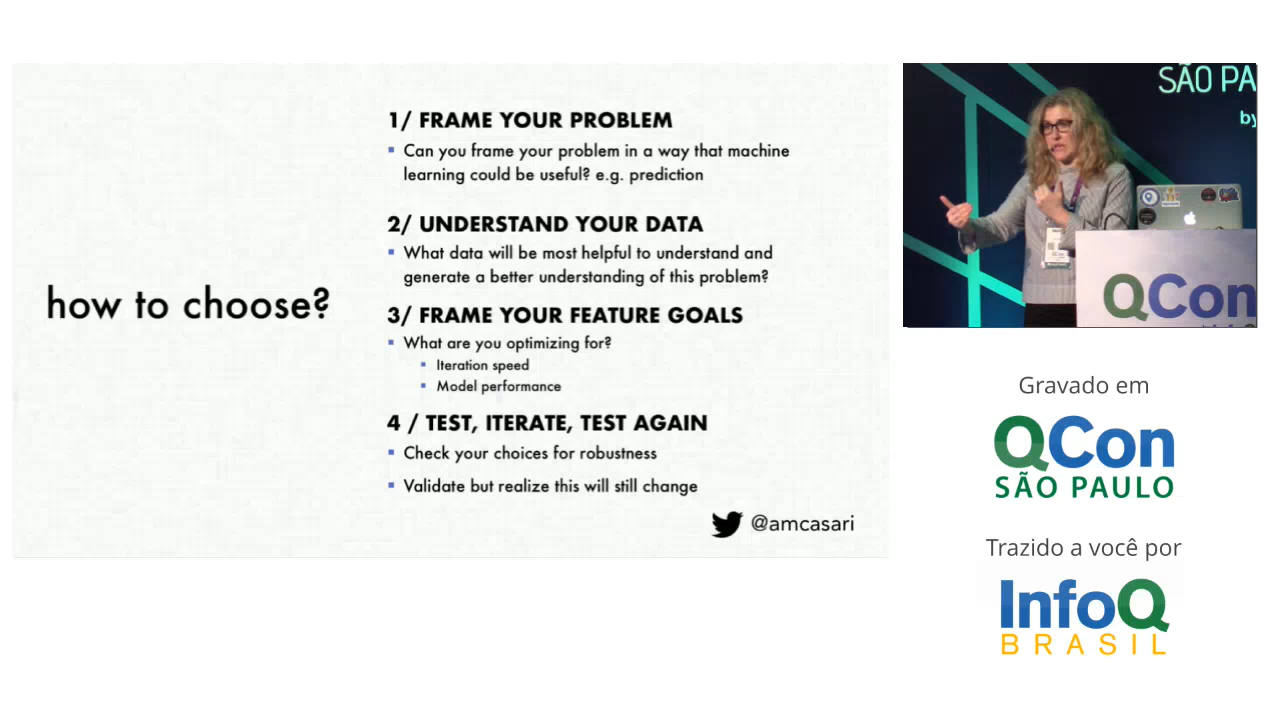 how to choose?
1/ FRAME YOUR PROBLEM
Can you frame your problem in a way that machine
learning could be useful? e.g. prediction
2/ UNDERSTAND YOUR DATA
What data will be most helpful to understand and
generate a better understanding of this problem?
3/ FRAME YOUR FEATURE GOALS
What are you optimizing for?
Iteration speed
Model performance
4 / TEST, ITERATE, TEST AGAIN
Check your choices for robustness
Validate but realize this will still change
@amcasari
SÃO PA
by
QCon
Gravado em
QCon
SÃO PAULO
Trazido a você por
InfoQ
BRASIL